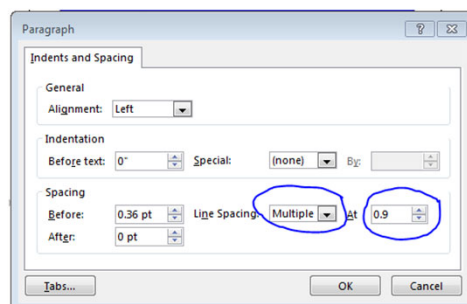 Paragraph
Indents and Spacing
General
Alignment: Left
Indentation
Before text: 0" Special: (none) By:
Spacing
Before: 0.36 pt Line Spacing: Multiple At 0.9
After: 0 pt
Tabs... OK Cancel